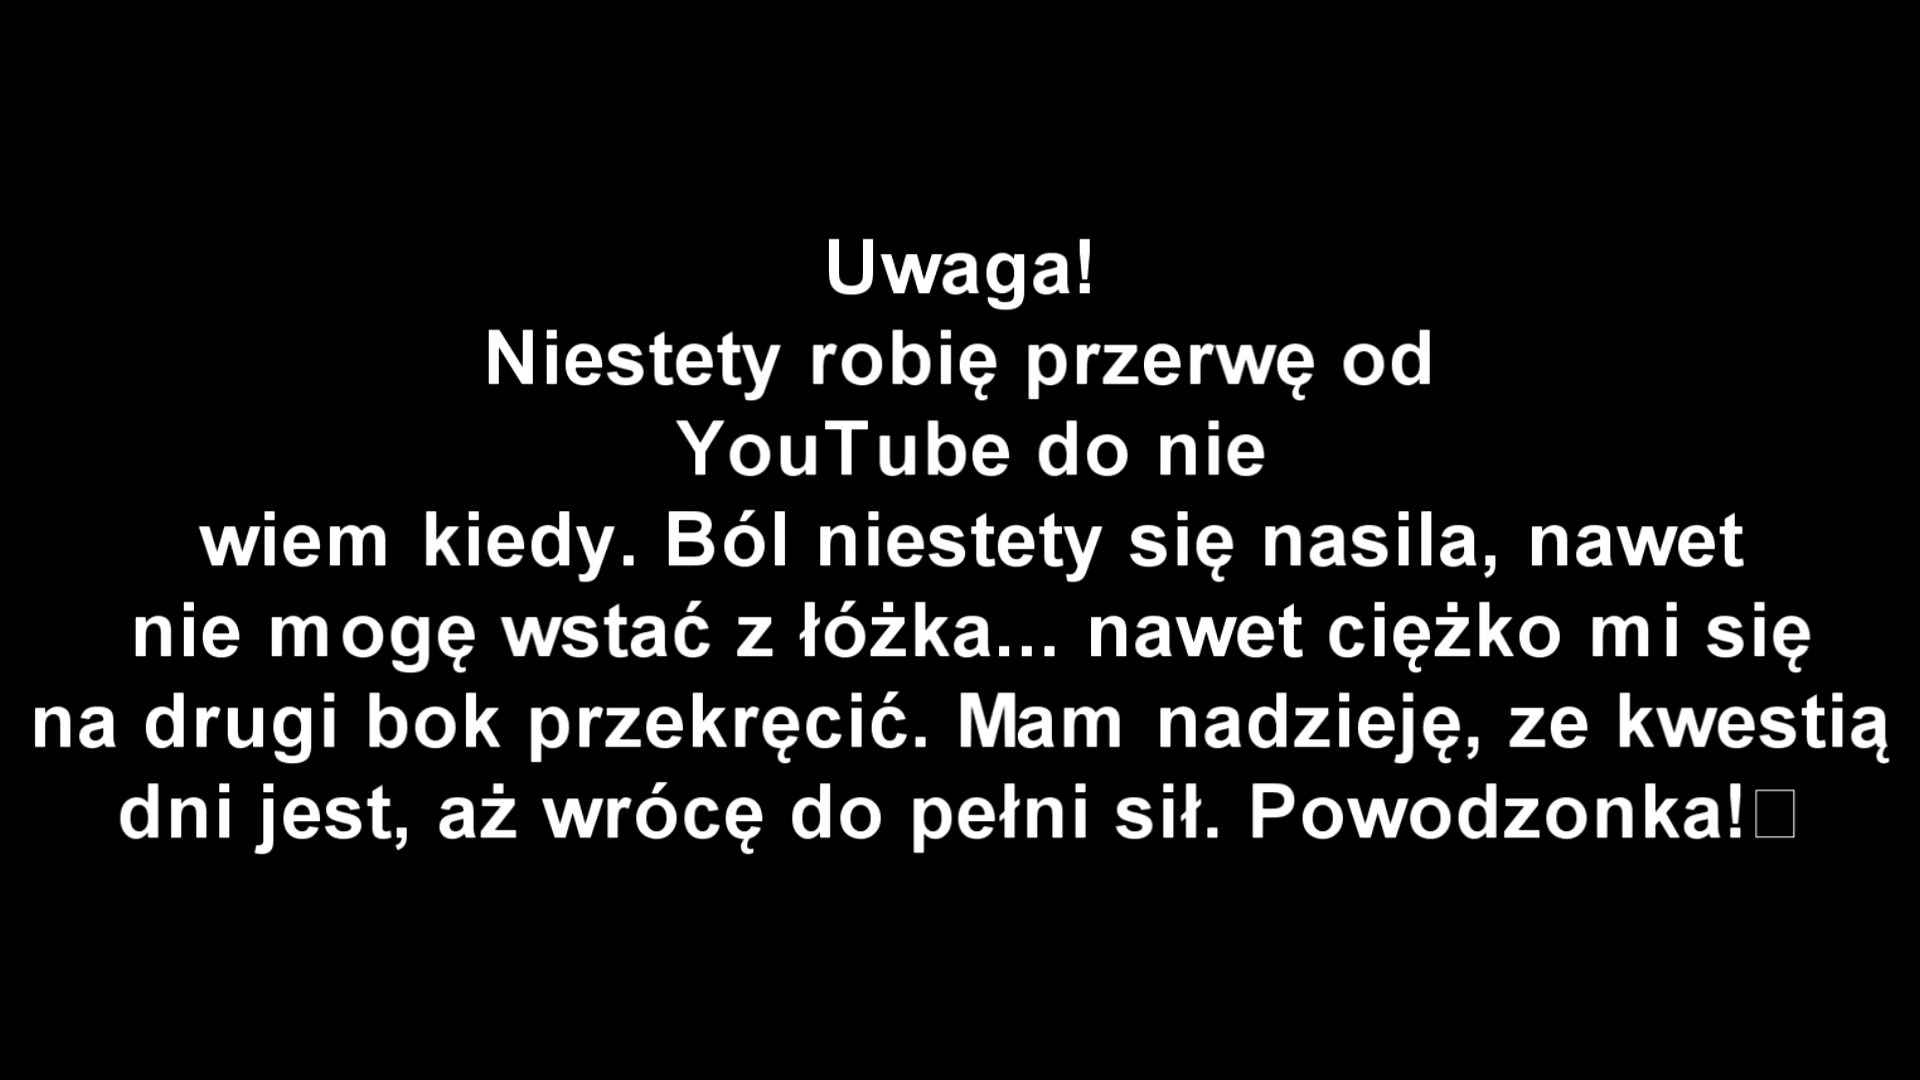 Uwaga!
Niestety robię przerwę od
YouTube do nie
wiem kiedy. Ból niestety się nasila, nawet
nie mogę wstać z łóżka... nawet ciężko mi się
na drugi bok przekręcić. Mam nadzieję, ze kwestią
dni jest, aż wrócę do pełni sił. Powodzonka!